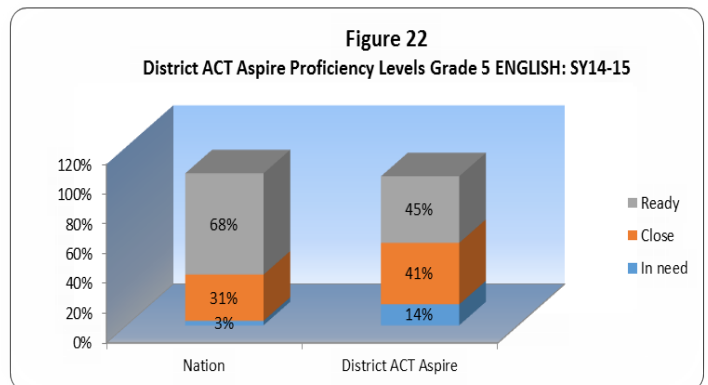 Figure 22
District ACT Aspire Proficiency Levels Grade 5 ENGLISH: SY14-15
120%
100%
80%
60%
40%
20%
0%
68%
31%
3%
45%
41%
14%
Nation
District ACT Aspire
Ready
Close
In need